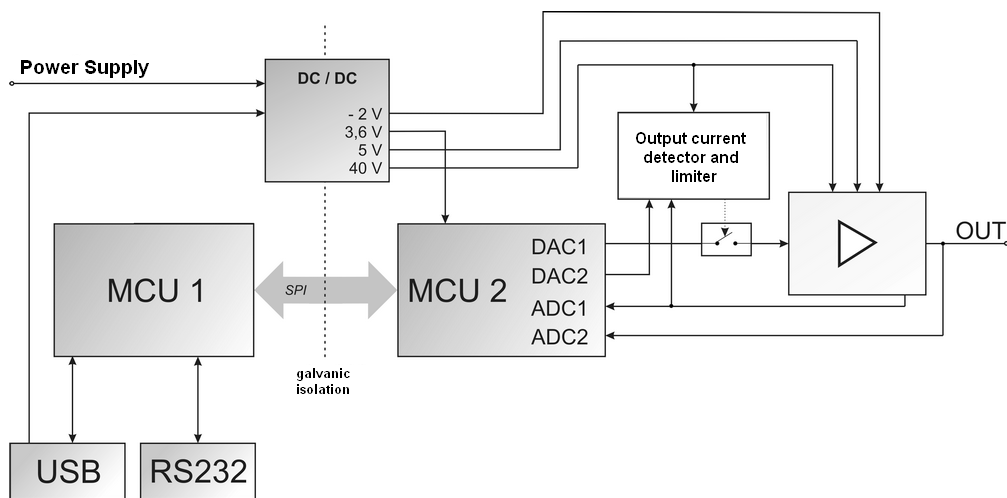 Power Supply
DC / DC
- 2 V
3,6 V
5 V
40 V
Output current
detector and
limiter
MCU 1
SPI
MCU 2
DAC1
DAC2
ADC1
ADC2
OUT
galvanic
isolation
USB
RS232